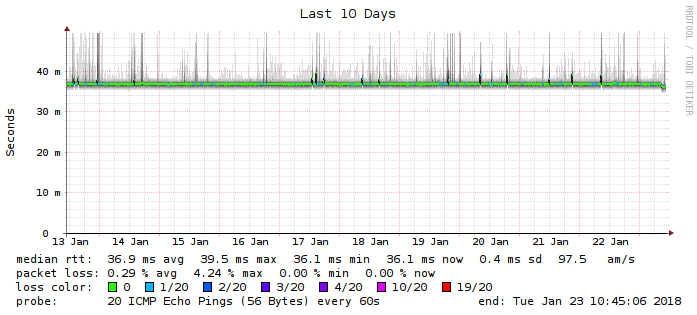 Last 10 Days
RRDTOOL / TOBI OETIKER
Seconds
40 m
30 m
20 m
10 m
0
13 Jan 14 Jan 15 Jan 16 Jan 17 Jan 18 Jan 19 Jan 20 Jan 21 Jan 22 Jan
median rtt: 36.9 ms avg 39.5 ms max 36.1 ms min 36.1 ms now 0.4 ms sd 97.5 am/s
packet loss: 0.29 % avg 4.24 % max 0.00 % min 0.00 % now
loss color: 0 1/20 2/20 3/20 4/20 10/20 19/20
probe: 20 ICMP Echo Pings (56 Bytes) every 60s end: Tue Jan 23 10:45:06 2018